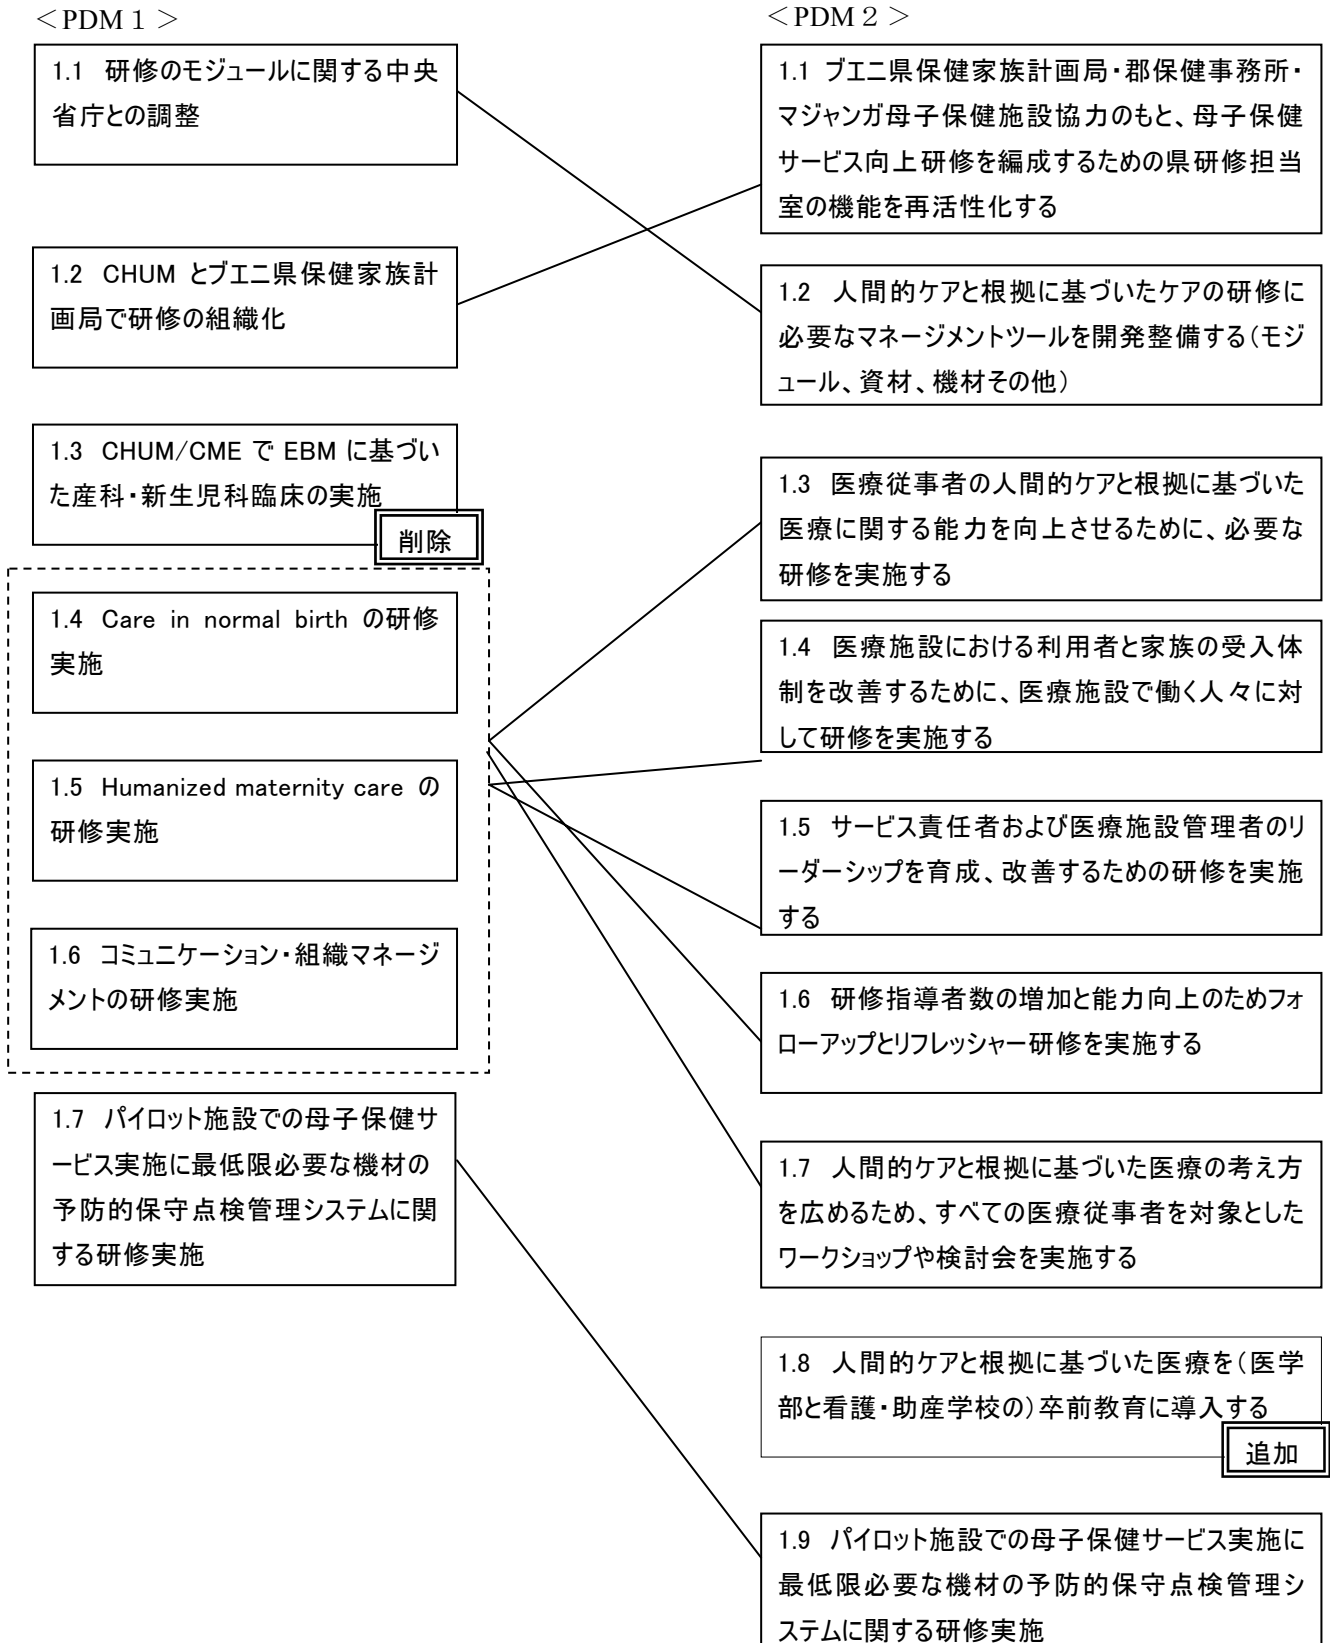 ＜PDM１＞
1.1 研修のモジュールに関する中央
省庁との調整
1.2 CHUM とブエニ県保健家族計
画局で研修の組織化
1.3 CHUM/CME で EBM に基づい
た産科・新生児科臨床の実施
削除
1.4 Care in normal birth の研修
実施
1.5 Humanized maternity care の
研修実施
1.6 コミュニケーション・組織マネージ
メントの研修実施
1.7 パイロット施設での母子保健サ
ービス実施に最低限必要な機材の
予防的保守点検管理システムに関
する研修実施
＜PDM２＞
1.1 ブエニ県保健家族計画局・郡保健事務所・
マジャンガ母子保健施設協力のもと、母子保健
サービス向上研修を編成するための県研修担当
室の機能を再活性化する
1.2 人間的ケアと根拠に基づいたケアの研修に
必要なマネージメントツールを開発整備する（モジ
ュール、資材、機材その他）
1.3 医療従事者の人間的ケアと根拠に基づいた
医療に関する能力を向上させるために、必要な
研修を実施する
1.4 医療施設における利用者と家族の受入体
制を改善するために、医療施設で働く人々に対
して研修を実施する
1.5 サービス責任者および医療施設管理者のリ
ーダーシップを育成、改善するための研修を実施
する
1.6 研修指導者数の増加と能力向上のためフォ
ローアップとリフレッシャー研修を実施する
1.7 人間的ケアと根拠に基づいた医療の考え方
を広めるため、すべての医療従事者を対象とした
ワークショップや検討会を実施する
1.8 人間的ケアと根拠に基づいた医療を（医学
部と看護・助産学校の）卒前教育に導入する
追加
1.9 パイロット施設での母子保健サービス実施に
最低限必要な機材の予防的保守点検管理シ
ステムに関する研修実施